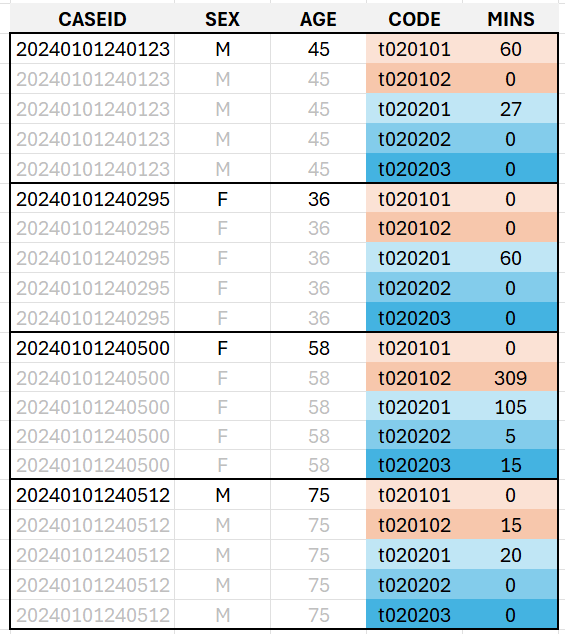 CASEID SEX AGE CODE MINS
20240101240123 M 45 t020101 60
20240101240123 M 45 t020102 0
20240101240123 M 45 t020201 27
20240101240123 M 45 t020202 0
20240101240123 M 45 t020203 0
20240101240295 F 36 t020101 0
20240101240295 F 36 t020102 0
20240101240295 F 36 t020201 60
20240101240295 F 36 t020202 0
20240101240295 F 36 t020203 0
20240101240500 F 58 t020101 0
20240101240500 F 58 t020102 309
20240101240500 F 58 t020201 105
20240101240500 F 58 t020202 5
20240101240500 F 58 t020203 15
20240101240512 M 75 t020101 0
20240101240512 M 75 t020102 15
20240101240512 M 75 t020201 20
20240101240512 M 75 t020202 0
20240101240512 M 75 t020203 0